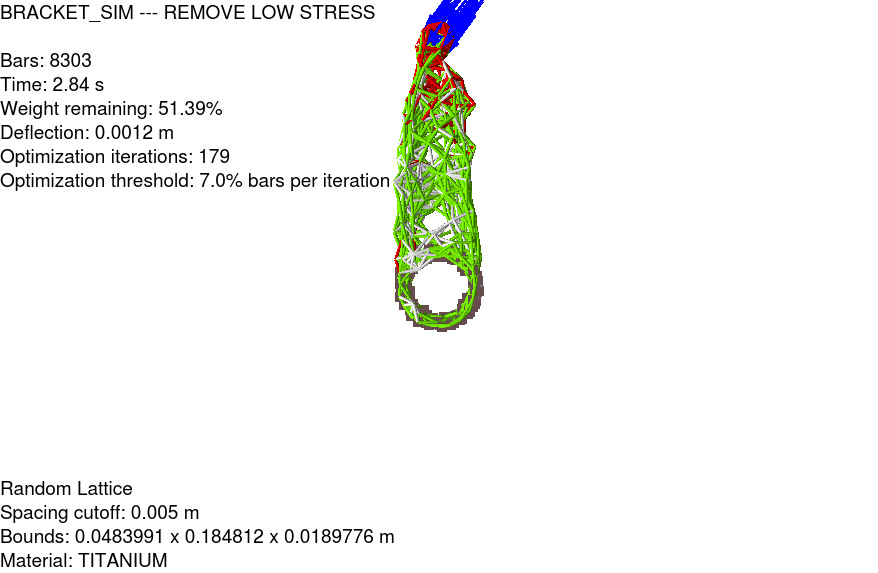 BRACKET_SIM --- REMOVE LOW STRESS
Bars: 8303
Time: 2.84 s
Weight remaining: 51.39%
Deflection: 0.0012 m
Optimization iterations: 179
Optimization threshold: 7.0% bars per iteration
Random Lattice
Spacing cutoff: 0.005 m
Bounds: 0.0483991 x 0.184812 x 0.0189776 m
Material: TITANIUM